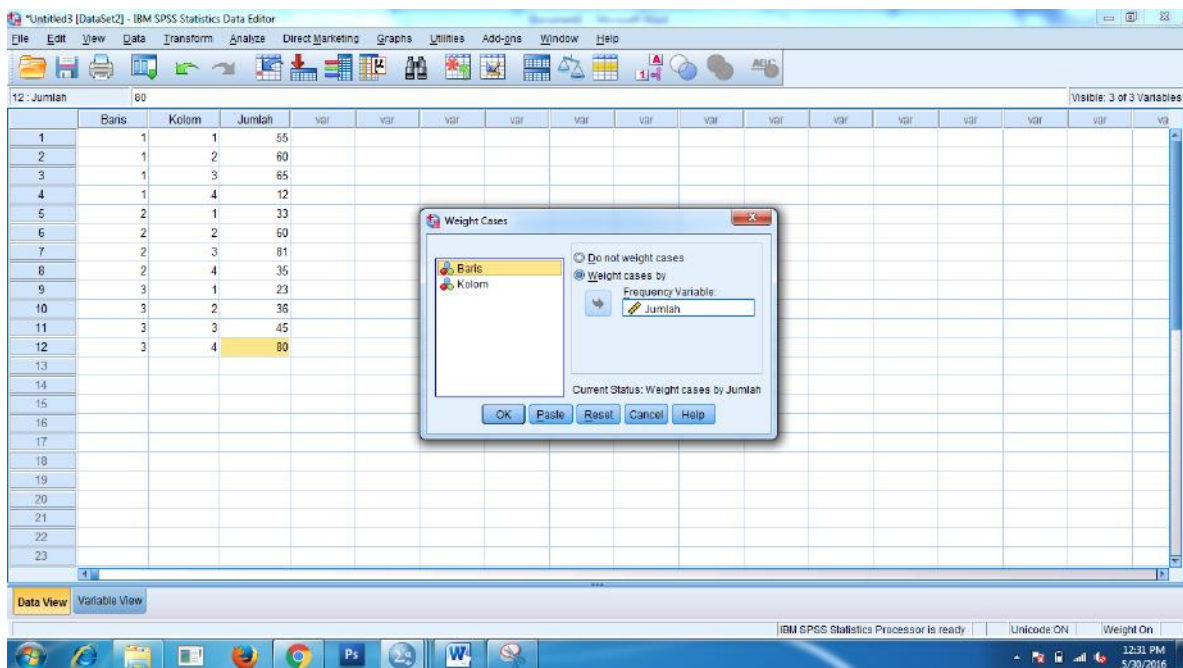 *Untitled3 [DataSet2] - IBM SPSS Statistics Data Editor
File Edit View Data Transform Analyze Direct Marketing Graphs Utilities Add-ons Window Help
12 : Jumlah 80 Visible: 3 of 3 Variables
Baris Kolom Jumlah var var var var var var var var var var var va
1 1 1 55
2 1 2 60
3 1 3 65
4 1 4 12
5 2 1 33
6 2 2 60
7 2 3 81
8 2 4 35
9 3 1 23
10 3 2 36
11 3 3 45
12 3 4 80
13
14
15
16
17
18
19
20
21
22
23
Weight Cases
Baris
Kolom
Do not weight cases
Weight cases by
Frequency Variable:
Jumlah
Current Status: Weight cases by Jumlah
OK Paste Reset Cancel Help
Data View Variable View
IBM SPSS Statistics Processor is ready Unicode:ON Weight On
Ps W
12:31 PM
5/30/2016